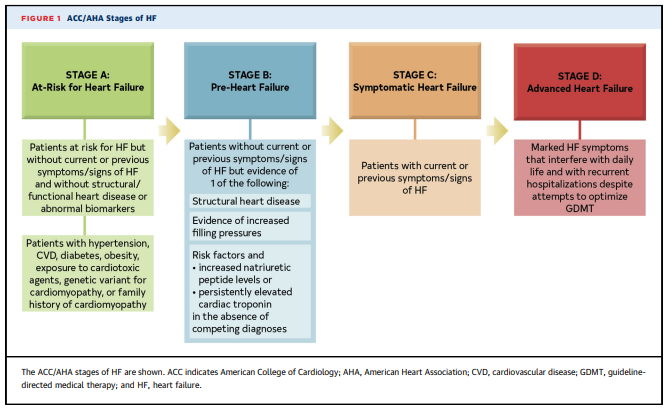 FIGURE 1 ACC/AHA Stages of HF
STAGE A:
At-Risk for Heart Failure
Patients at risk for HF but
without current or previous
symptoms/signs of HF
and without structural/
functional heart disease or
abnormal biomarkers
Patients with hypertension,
CVD, diabetes, obesity,
exposure to cardiotoxic
agents, genetic variant for
cardiomyopathy, or family
history of cardiomyopathy
STAGE B:
Pre-Heart Failure
Patients without current or
previous symptoms/signs
of HF but evidence of
1 of the following:
Structural heart disease
Evidence of increased
filling pressures
Risk factors and
• increased natriuretic
peptide levels or
• persistently elevated
cardiac troponin
in the absence of
competing diagnoses
STAGE C:
Symptomatic Heart Failure
Patients with current or
previous symptoms/signs
of HF
STAGE D:
Advanced Heart Failure
Marked HF symptoms
that interfere with daily
life and with recurrent
hospitalizations despite
attempts to optimize
GDMT
The ACC/AHA stages of HF are shown. ACC indicates American College of Cardiology; AHA, American Heart Association; CVD, cardiovascular disease; GDMT, guideline-
directed medical therapy; and HF, heart failure.